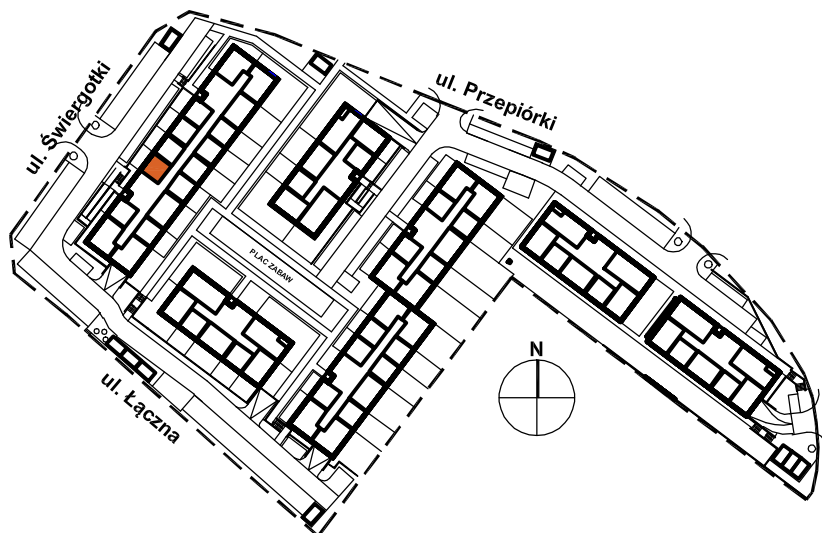 ul. Przepiórki
ul. Świergotki
PLAC ZABAW
N
ul. Łączna